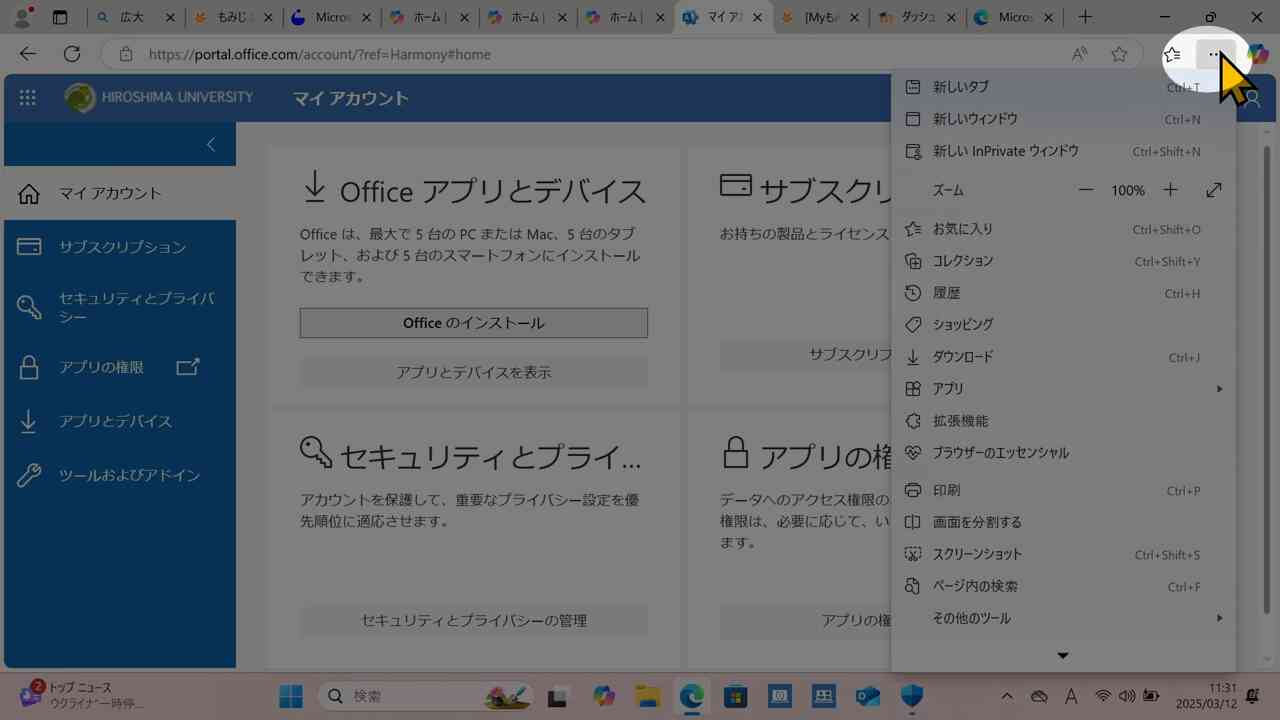 広大
もみじ
Micros
ホーム |
ホーム |
ホーム |
マイ ア
[Myも
ダッシュ
Micros
https://portal.office.com/account/?ref=Harmony#home
HIROSHIMA UNIVERSITY
マイ アカウント
マイ アカウント
サブスクリプション
セキュリティとプライバ
シー
アプリの権限
アプリとデバイス
ツールおよびアドイン
Office アプリとデバイス
Office は、最大で 5 台の PC または Mac、5 台のタブ
レット、および 5 台のスマートフォンにインストール
できます。
Office のインストール
アプリとデバイスを表示
サブスクリ
お持ちの製品とライセンス
サブスクリプ
セキュリティとプライ...
アカウントを保護して、重要なプライバシー設定を優
先順位に適応させます。
セキュリティとプライバシーの管理
アプリの権
データへのアクセス権限の
権限は、必要に応じて、い
ます。
アプリの権
新しいタブ Ctrl+T
新しいウィンドウ Ctrl+N
新しい InPrivate ウィンドウ Ctrl+Shift+N
ズーム 100%
お気に入り Ctrl+Shift+O
コレクション Ctrl+Shift+Y
履歴 Ctrl+H
ショッピング
ダウンロード Ctrl+J
アプリ
拡張機能
ブラウザーのエッセンシャル
印刷 Ctrl+P
画面を分割する
スクリーンショット Ctrl+Shift+S
ページ内の検索 Ctrl+F
その他のツール
2
トップ ニュース
ウクライナ"一時停...
検索
A
11:31
2025/03/12